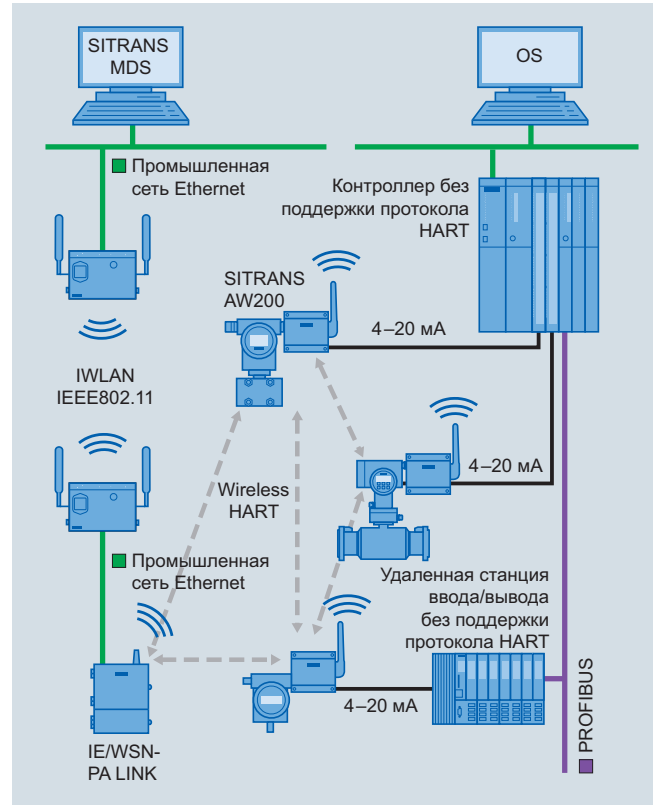 SITRANS
MDS
OS
Промышленная
сеть Ethernet
Контроллер без
поддержки протокола
HART
SITRANS
AW200
4–20 мА
IWLAN
IEEE802.11
4–20 мА
Wireless
HART
Промышленная
сеть Ethernet
Удаленная станция
ввода/вывода
без поддержки
протокола HART
4–20 мА
PROFIBUS
IE/WSN-
PA LINK